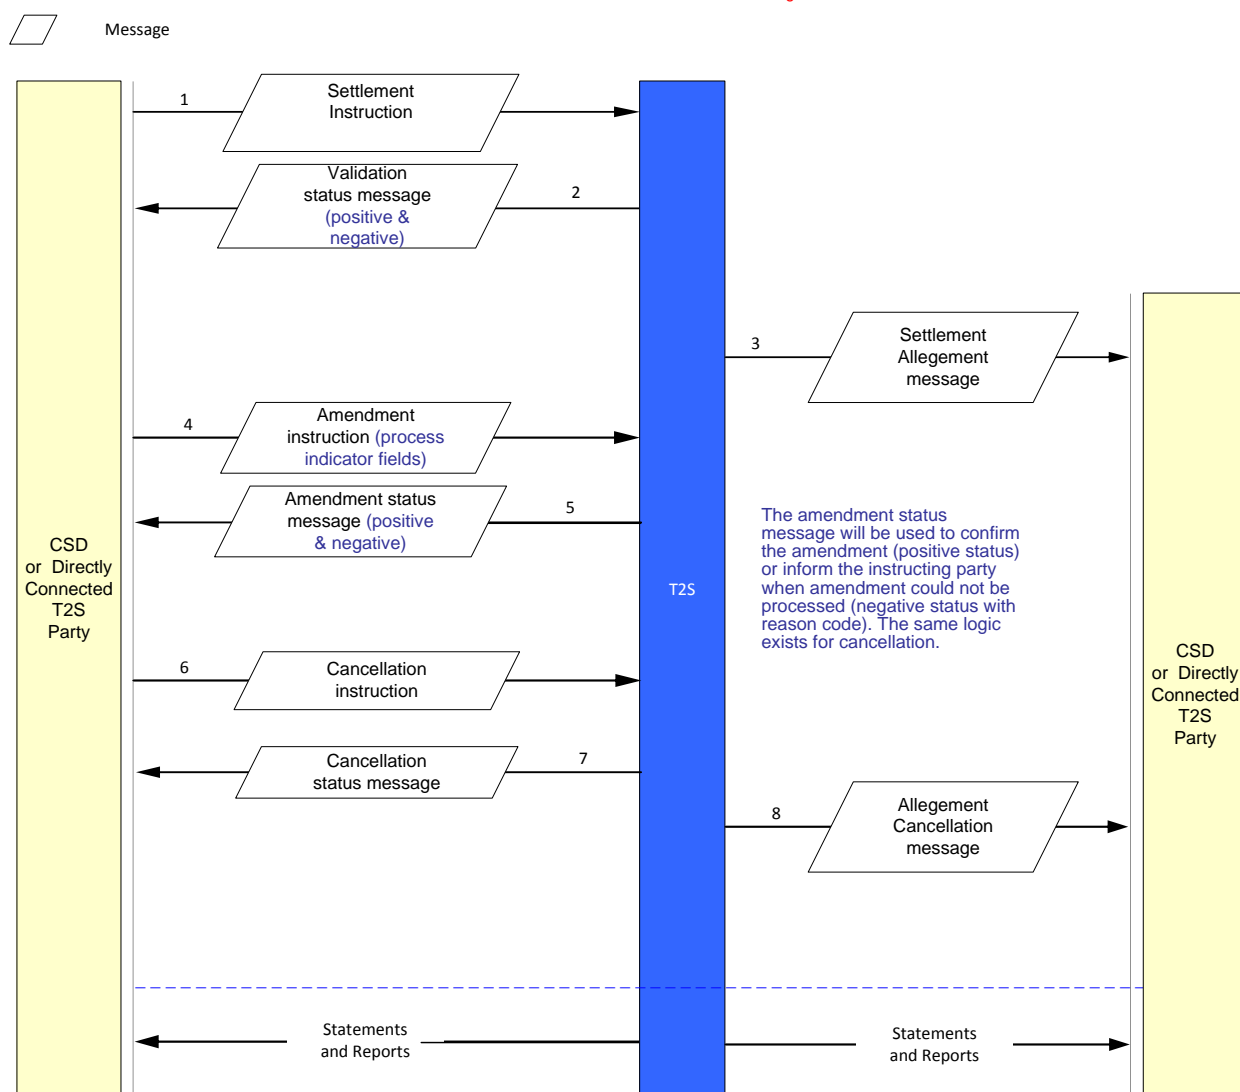 Message
1
Settlement
Instruction
Validation
status message
(positive &
negative)
2
3
Settlement
Allegement
message
4
Amendment
instruction (process
indicator fields)
Amendment status
message (positive
& negative)
5
The amendment status
message will be used to confirm
the amendment (positive status)
or inform the instructing party
when amendment could not be
processed (negative status with
reason code). The same logic
exists for cancellation.
CSD
or Directly
Connected
T2S
Party
T2S
6
Cancellation
instruction
CSD
or Directly
Connected
T2S
Party
Cancellation
status message
7
8
Allegement
Cancellation
message
Statements
and Reports
Statements
and Reports